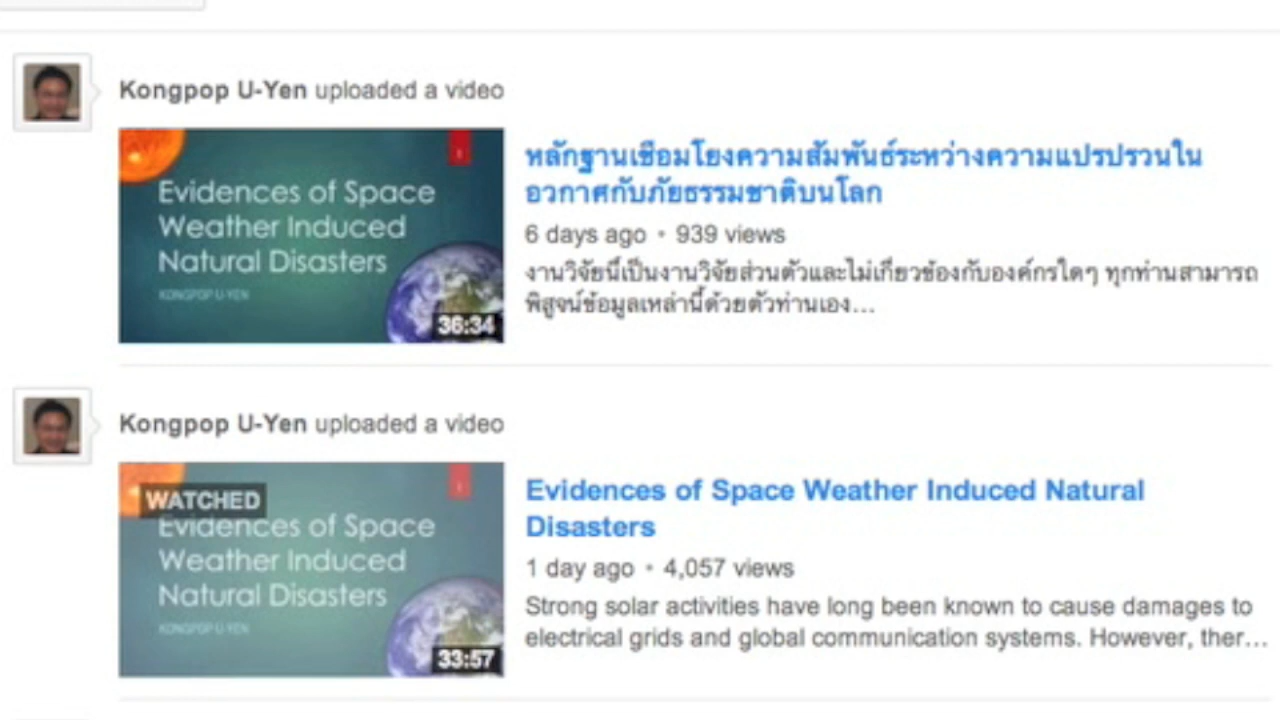 Kongpop U-Yen uploaded a video
Evidences of Space
Weather Induced
Natural Disasters
KONGPOP U-YEN
36:34
หลักฐานเชื่อมโยงความสัมพันธ์ระหว่างความแปรปรวนใน
อวกาศกับภัยธรรมชาติบนโลก
6 days ago • 939 views
งานวิจัยนี้เป็นงานวิจัยส่วนตัวและไม่เกี่ยวข้องกับองค์กรใดๆ ทุกท่านสามารถ
พิสูจน์ข้อมูลเหล่านี้ด้วยตัวท่านเอง...
Kongpop U-Yen uploaded a video
WATCHED
Evidences of Space
Weather Induced
Natural Disasters
KONGPOP U-YEN
33:57
Evidences of Space Weather Induced Natural
Disasters
1 day ago • 4,057 views
Strong solar activities have long been known to cause damages to
electrical grids and global communication systems. However, ther...